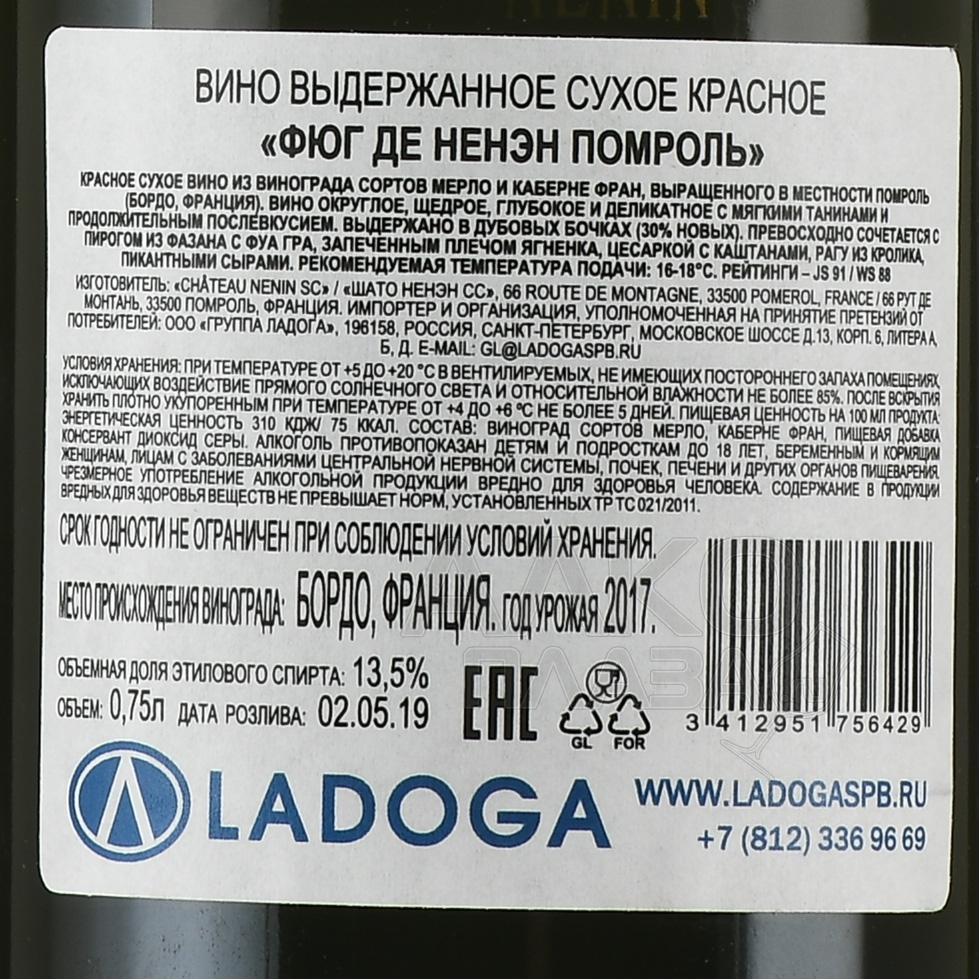 NENIN
ВИНО ВЫДЕРЖАННОЕ СУХОЕ КРАСНОЕ
«ФЮГ ДЕ НЕНЭН ПОМРОЛЬ»
КРАСНОЕ СУХОЕ ВИНО ИЗ ВИНОГРАДА СОРТОВ МЕРЛО И КАБЕРНЕ ФРАН, ВЫРАЩЕННОГО В МЕСТНОСТИ ПОМРОЛЬ
(БОРДО, ФРАНЦИЯ). ВИНО ОКРУГЛОЕ, ЩЕДРОЕ, ГЛУБОКОЕ И ДЕЛИКАТНОЕ С МЯГКИМИ ТАНИНАМИ И
ПРОДОЛЖИТЕЛЬНЫМ ПОСЛЕВКУСИЕМ. ВЫДЕРЖАНО В ДУБОВЫХ БОЧКАХ (30% НОВЫХ). ПРЕВОСХОДНО СОЧЕТАЕТСЯ С
ПИРОГОМ ИЗ ФАЗАНА С ФУА ГРА, ЗАПЕЧЕННЫМ ПЛЕЧОМ ЯГНЕНКА, ЦЕСАРКОЙ С КАШТАНАМИ, РАГУ ИЗ КРОЛИКА,
ПИКАНТНЫМИ СЫРАМИ. РЕКОМЕНДУЕМАЯ ТЕМПЕРАТУРА ПОДАЧИ: 16-18°С. РЕЙТИНГИ – JS 91 / WS 88
ИЗГОТОВИТЕЛЬ: «CHÂTEAU NENIN SC» / «ШАТО НЕНЭН СС», 66 ROUTE DE MONTAGNE, 33500 POMEROL, FRANCE / 66 РУТ ДЕ
МОНТАНЬ, 33500 ПОМРОЛЬ, ФРАНЦИЯ. ИМПОРТЕР И ОРГАНИЗАЦИЯ, УПОЛНОМОЧЕННАЯ НА ПРИНЯТИЕ ПРЕТЕНЗИЙ ОТ
ПОТРЕБИТЕЛЕЙ: ООО «ГРУППА ЛАДОГА», 196158, РОССИЯ, САНКТ-ПЕТЕРБУРГ, МОСКОВСКОЕ ШОССЕ Д.13, КОРП. 6, ЛИТЕРА А,
Б, Д. E-MAIL: GL@LADOGASPB.RU
УСЛОВИЯ ХРАНЕНИЯ: ПРИ ТЕМПЕРАТУРЕ ОТ +5 ДО +20 °С В ВЕНТИЛИРУЕМЫХ, НЕ ИМЕЮЩИХ ПОСТОРОННЕГО ЗАПАХА ПОМЕЩЕНИЯХ,
ИСКЛЮЧАЮЩИХ ВОЗДЕЙСТВИЕ ПРЯМОГО СОЛНЕЧНОГО СВЕТА И ОТНОСИТЕЛЬНОЙ ВЛАЖНОСТИ НЕ БОЛЕЕ 85%. ПОСЛЕ ВСКРЫТИЯ
ХРАНИТЬ ПЛОТНО УКУПОРЕННЫМ ПРИ ТЕМПЕРАТУРЕ ОТ +4 ДО +6 °С НЕ БОЛЕЕ 5 ДНЕЙ. ПИЩЕВАЯ ЦЕННОСТЬ НА 100 МЛ ПРОДУКТА:
ЭНЕРГЕТИЧЕСКАЯ ЦЕННОСТЬ 310 КДЖ/ 75 ККАЛ. СОСТАВ: ВИНОГРАД СОРТОВ МЕРЛО, КАБЕРНЕ ФРАН, ПИЩЕВАЯ ДОБАВКА
КОНСЕРВАНТ ДИОКСИД СЕРЫ. АЛКОГОЛЬ ПРОТИВОПОКАЗАН ДЕТЯМ И ПОДРОСТКАМ ДО 18 ЛЕТ, БЕРЕМЕННЫМ И КОРМЯЩИМ
ЖЕНЩИНАМ, ЛИЦАМ С ЗАБОЛЕВАНИЯМИ ЦЕНТРАЛЬНОЙ НЕРВНОЙ СИСТЕМЫ, ПОЧЕК, ПЕЧЕНИ И ДРУГИХ ОРГАНОВ ПИЩЕВАРЕНИЯ.
ЧРЕЗМЕРНОЕ УПОТРЕБЛЕНИЕ АЛКОГОЛЬНОЙ ПРОДУКЦИИ ВРЕДНО ДЛЯ ЗДОРОВЬЯ ЧЕЛОВЕКА. СОДЕРЖАНИЕ В ПРОДУКЦИИ
ВРЕДНЫХ ДЛЯ ЗДОРОВЬЯ ВЕЩЕСТВ НЕ ПРЕВЫШАЕТ НОРМ, УСТАНОВЛЕННЫХ ТР ТС 021/2011.
СРОК ГОДНОСТИ НЕ ОГРАНИЧЕН ПРИ СОБЛЮДЕНИИ УСЛОВИЙ ХРАНЕНИЯ.
МЕСТО ПРОИСХОЖДЕНИЯ ВИНОГРАДА: БОРДО, ФРАНЦИЯ. ГОД УРОЖАЯ 2017.
АЛКО
ПЛАЗА
ОБЪЕМНАЯ ДОЛЯ ЭТИЛОВОГО СПИРТА: 13,5%
ОБЪЕМ: 0,75Л ДАТА РОЗЛИВА: 02.05.19
EAC
GL FOR
3 412951 756429
LADOGA
WWW.LADOGASPB.RU
+7 (812) 336 96 69